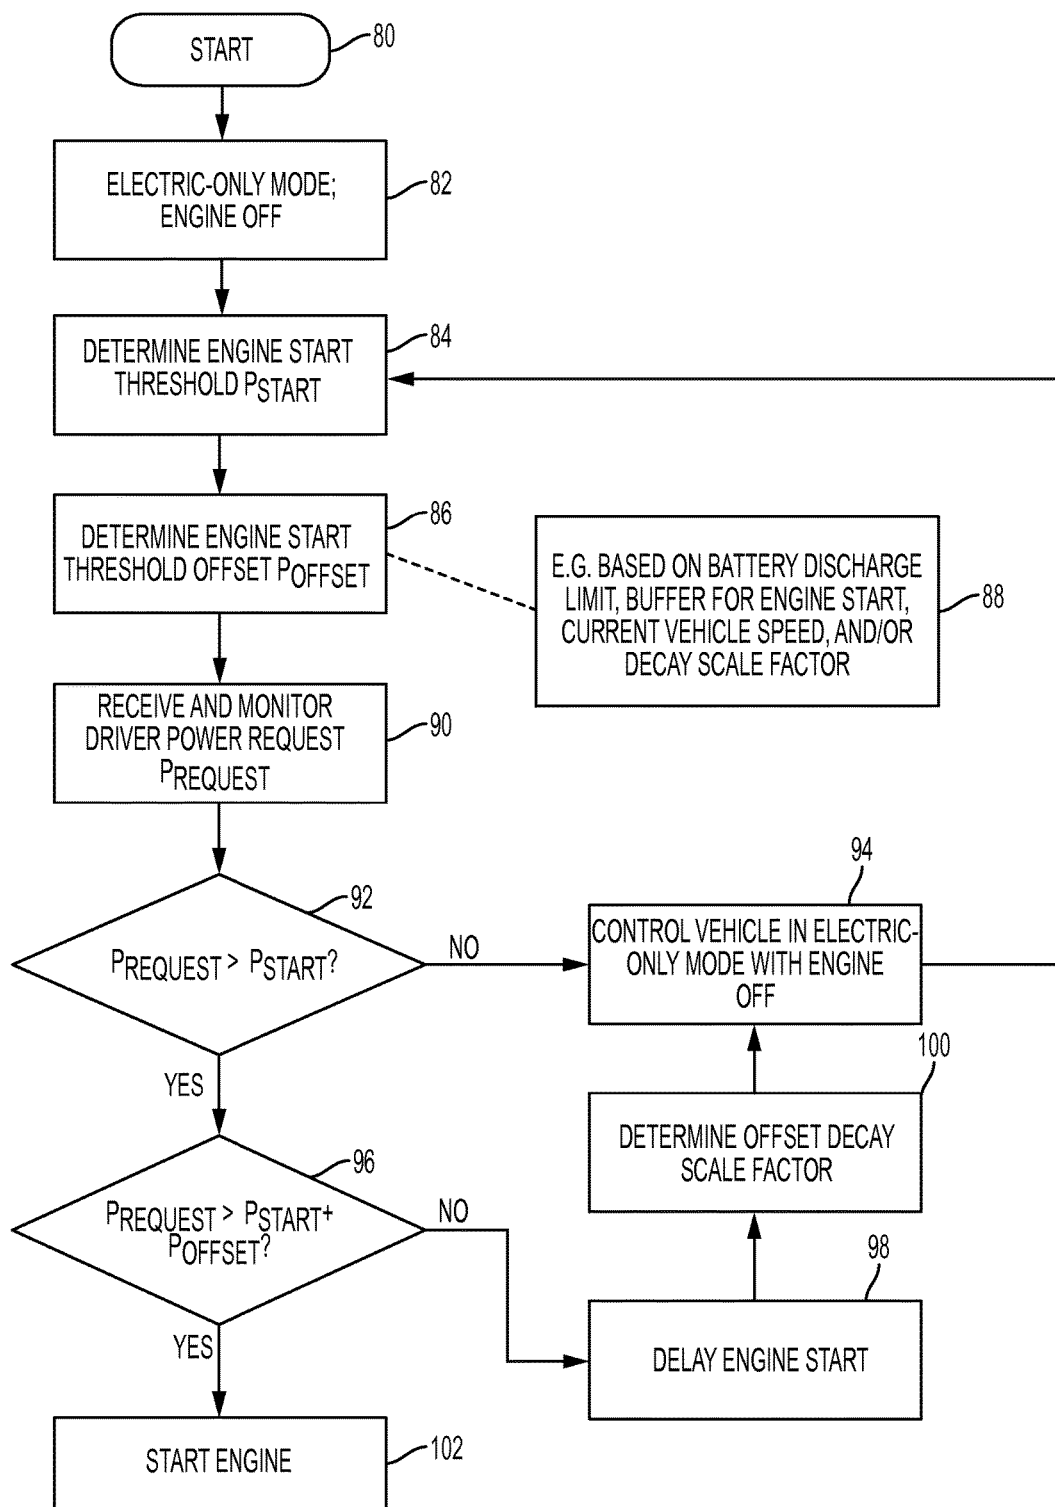 START
80
ELECTRIC-ONLY MODE;
ENGINE OFF
82
DETERMINE ENGINE START
THRESHOLD PSTART
84
DETERMINE ENGINE START
THRESHOLD OFFSET POFFSET
86
E.G. BASED ON BATTERY DISCHARGE
LIMIT, BUFFER FOR ENGINE START,
CURRENT VEHICLE SPEED, AND/OR
DECAY SCALE FACTOR
88
RECEIVE AND MONITOR
DRIVER POWER REQUEST
PREQUEST
90
PREQUEST > PSTART?
92
NO
YES
CONTROL VEHICLE IN ELECTRIC-
ONLY MODE WITH ENGINE
OFF
94
DETERMINE OFFSET DECAY
SCALE FACTOR
100
PREQUEST > PSTART+
POFFSET?
96
NO
YES
DELAY ENGINE START
98
START ENGINE
102